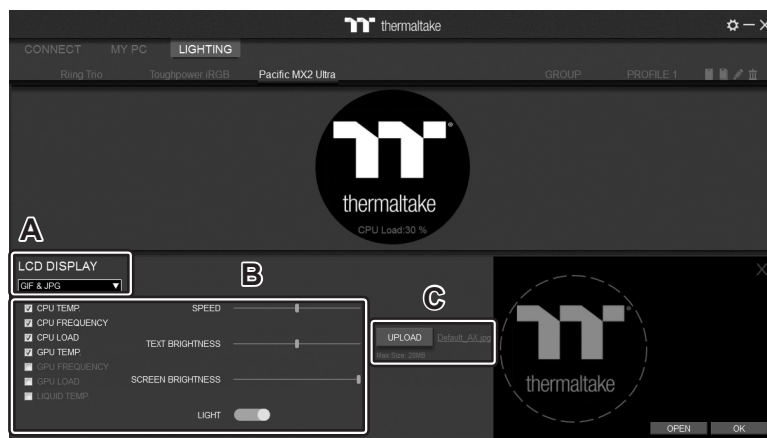 thermaltake
CONNECT MY PC LIGHTING
Riing Trio Toughpower iRGB Pacific MX2 Ultra GROUP PROFILE 1
thermaltake
CPU Load:30 %
A
LCD DISPLAY
GIF & JPG
B
C
CPU TEMP.
CPU FREQUENCY
CPU LOAD
GPU TEMP.
GPU FREQUENCY
GPU LOAD
LIQUID TEMP
SPEED
TEXT BRIGHTNESS
SCREEN BRIGHTNESS
LIGHT
UPLOAD Default_AX.jpg
Max Size: 20MB
thermaltake
OPEN OK